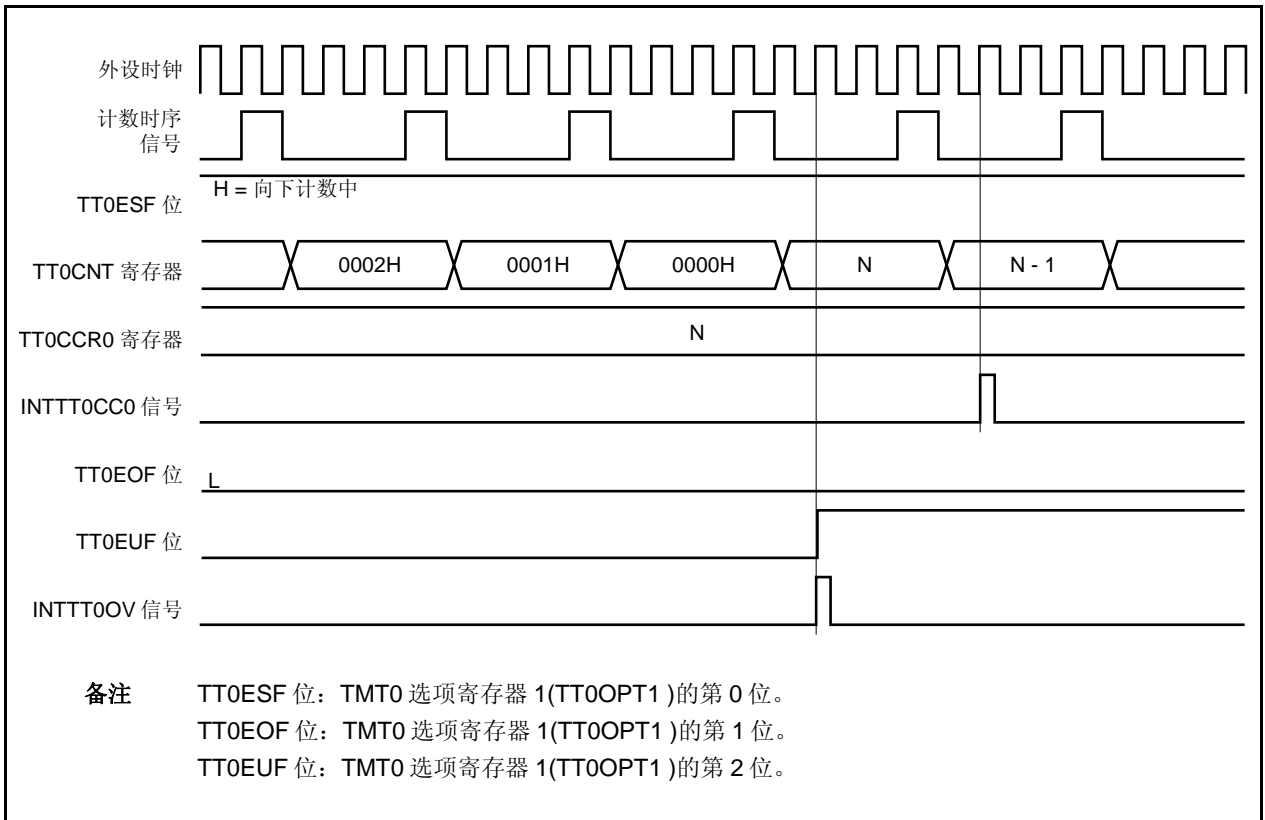 外设时钟
计数时序
信号
H = 向下计数中
TT0ESF 位
TT0CNT 寄存器
0002H
0001H
0000H
N
N - 1
TT0CCR0 寄存器
N
INTTT0CC0 信号
TT0EOF 位
L
TT0EUF 位
INTTT0OV 信号
备注 TT0ESF 位：TMT0 选项寄存器 1(TT0OPT1 )的第 0 位。
TT0EOF 位：TMT0 选项寄存器 1(TT0OPT1 )的第 1 位。
TT0EUF 位：TMT0 选项寄存器 1(TT0OPT1 )的第 2 位。